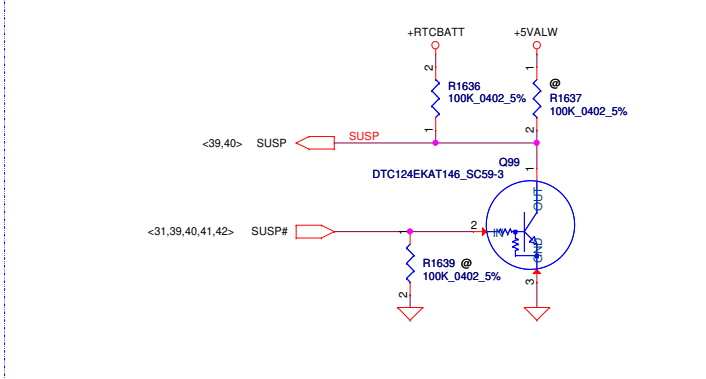 +RTCBATT
+5VALW
2
R1636
100K_0402_5%
1
1
@
R1637
100K_0402_5%
2
<39,40> SUSP
SUSP
Q99
DTC124EKAT146_SC59-3
1
OUT
<31,39,40,41,42> SUSP#
1
2
IN
GND
R1639 @
100K_0402_5%
2
3